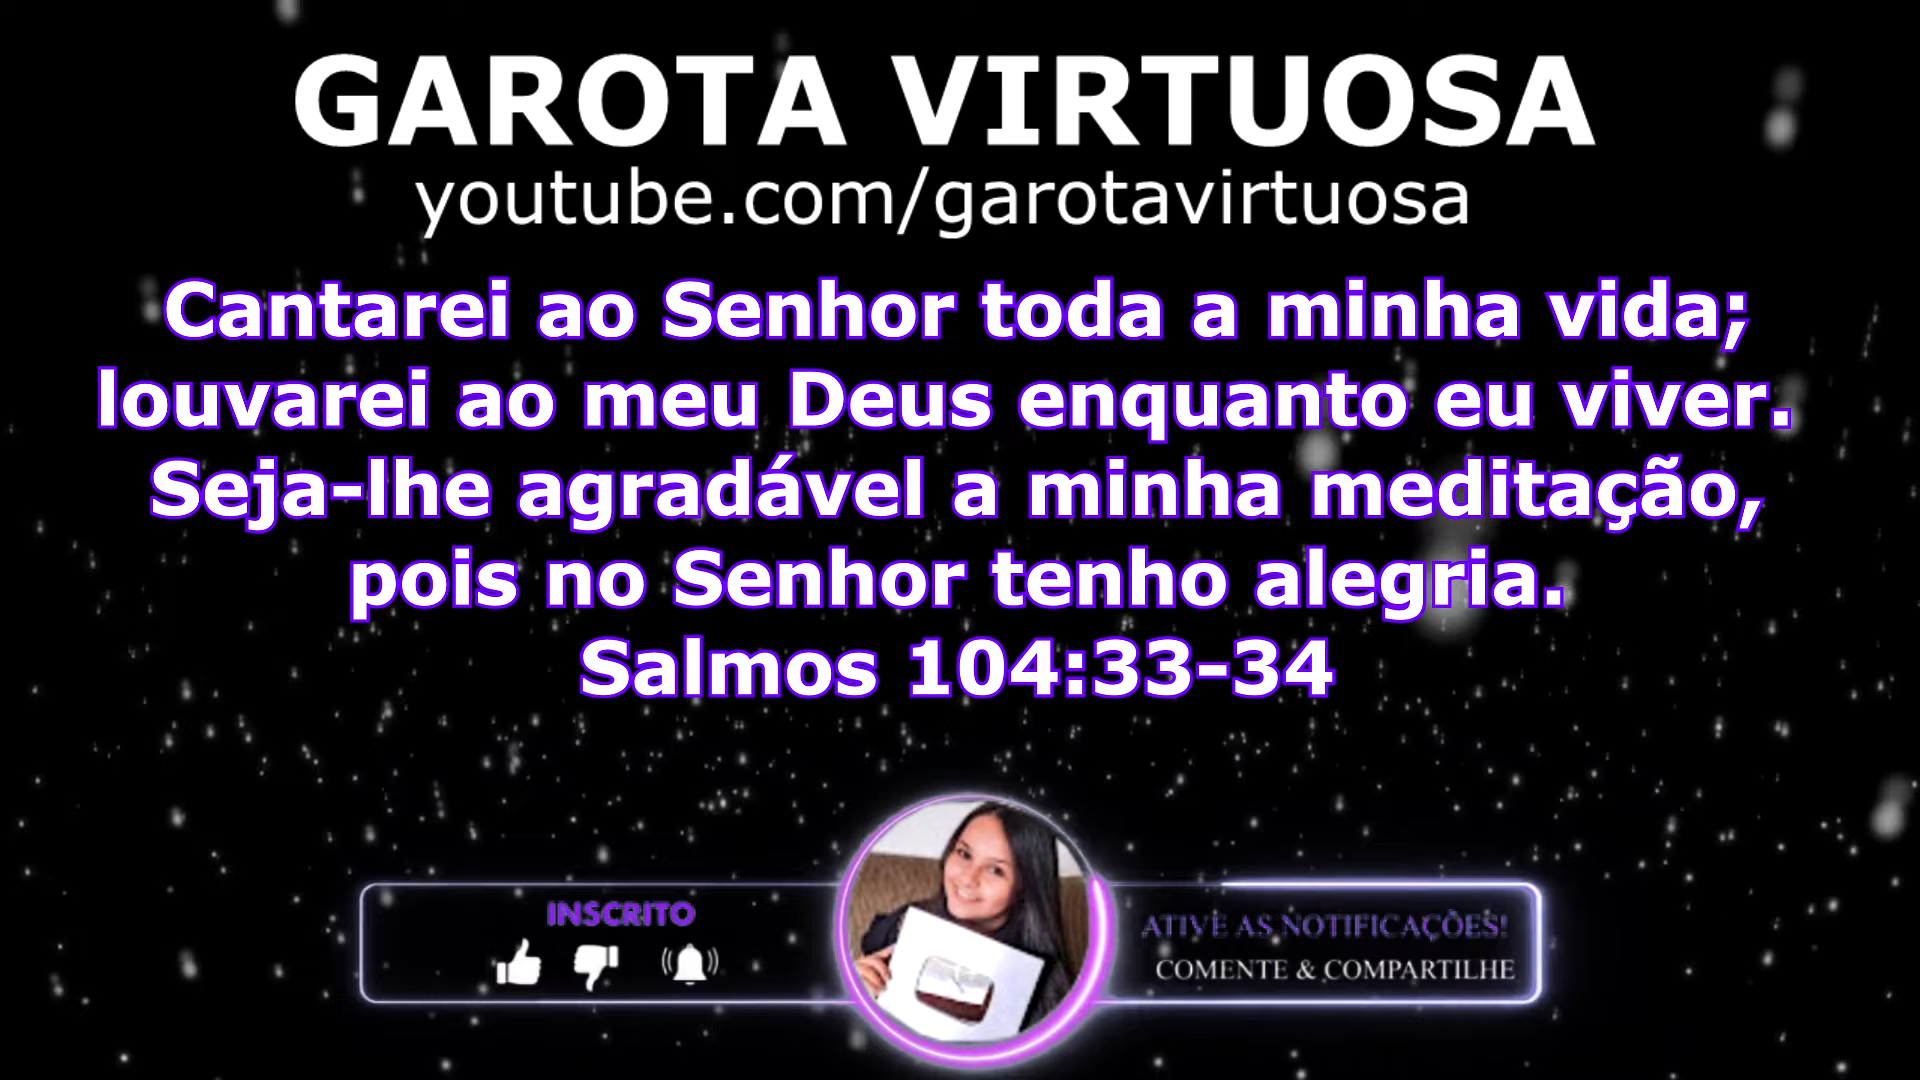 GAROTA VIRTUOSA
youtube.com/garotavirtuosa
Cantarei ao Senhor toda a minha vida;
louvarei ao meu Deus enquanto eu viver.
Seja-lhe agradável a minha meditação,
pois no Senhor tenho alegria.
Salmos 104:33-34
INSCRITO
ATIVE AS NOTIFICAÇÕES!
COMENTE & COMPARTILHE